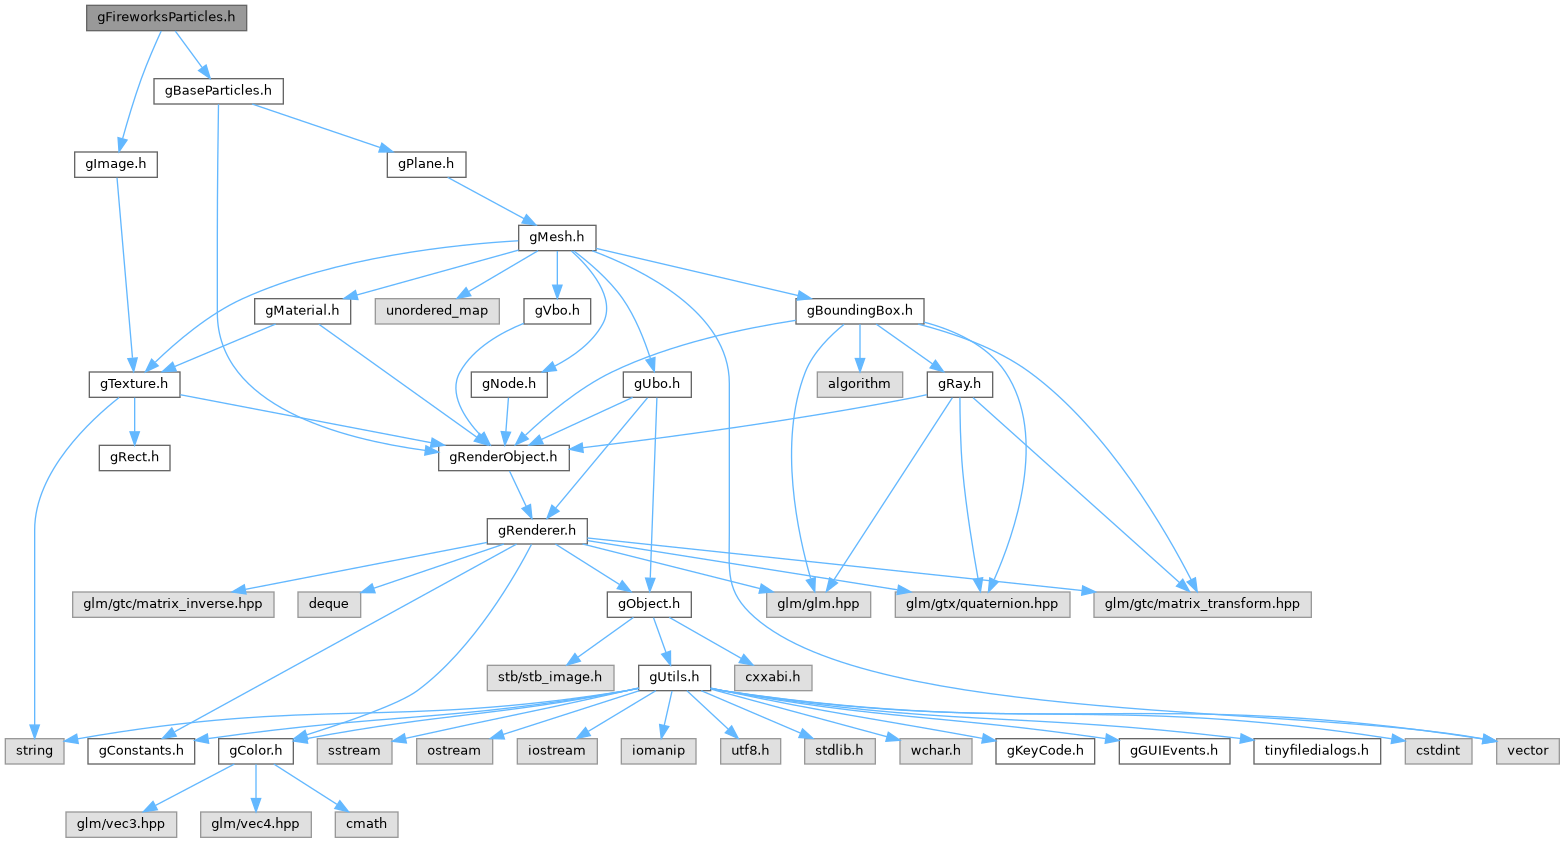 gFireworksParticles.h
gBaseParticles.h
gImage.h
gPlane.h
gMesh.h
gMaterial.h
unordered_map
gVbo.h
gBoundingBox.h
gTexture.h
gNode.h
gUbo.h
algorithm
gRay.h
gRect.h
gRenderObject.h
gRenderer.h
glm/gtc/matrix_inverse.hpp
deque
gObject.h
glm/glm.hpp
glm/gtx/quaternion.hpp
glm/gtc/matrix_transform.hpp
stb/stb_image.h
gUtils.h
cxxabi.h
string
gConstants.h
gColor.h
sstream
ostream
iostream
iomanip
utf8.h
stdlib.h
wchar.h
gKeyCode.h
gGUIEvents.h
tinyfiledialogs.h
cstdint
vector
glm/vec3.hpp
glm/vec4.hpp
cmath